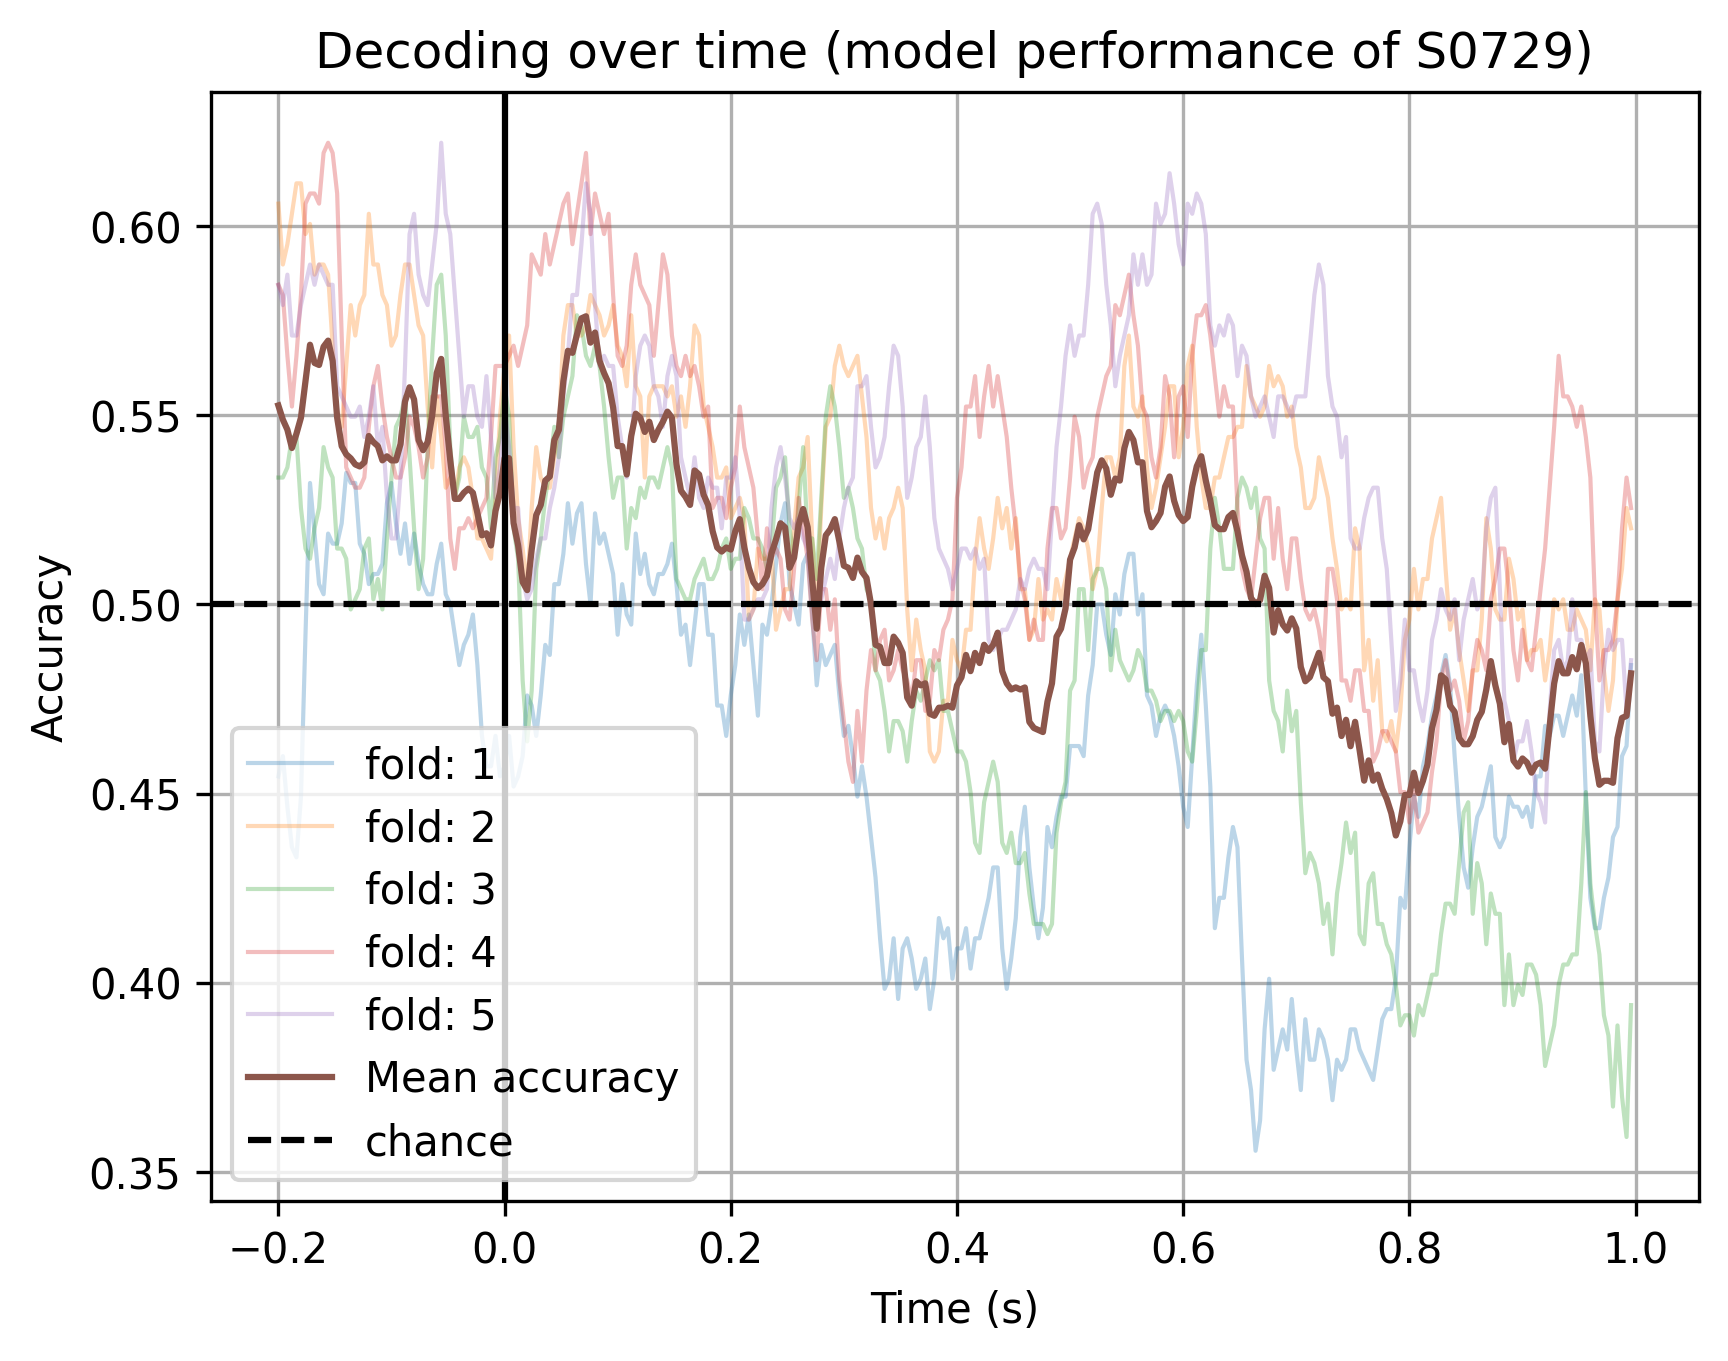 Decoding over time (model performance of S0729)
Accuracy
0.60
0.55
0.50
0.45
0.40
0.35
fold: 1
fold: 2
fold: 3
fold: 4
fold: 5
Mean accuracy
chance
−0.2 0.0 0.2 0.4 0.6 0.8 1.0
Time (s)